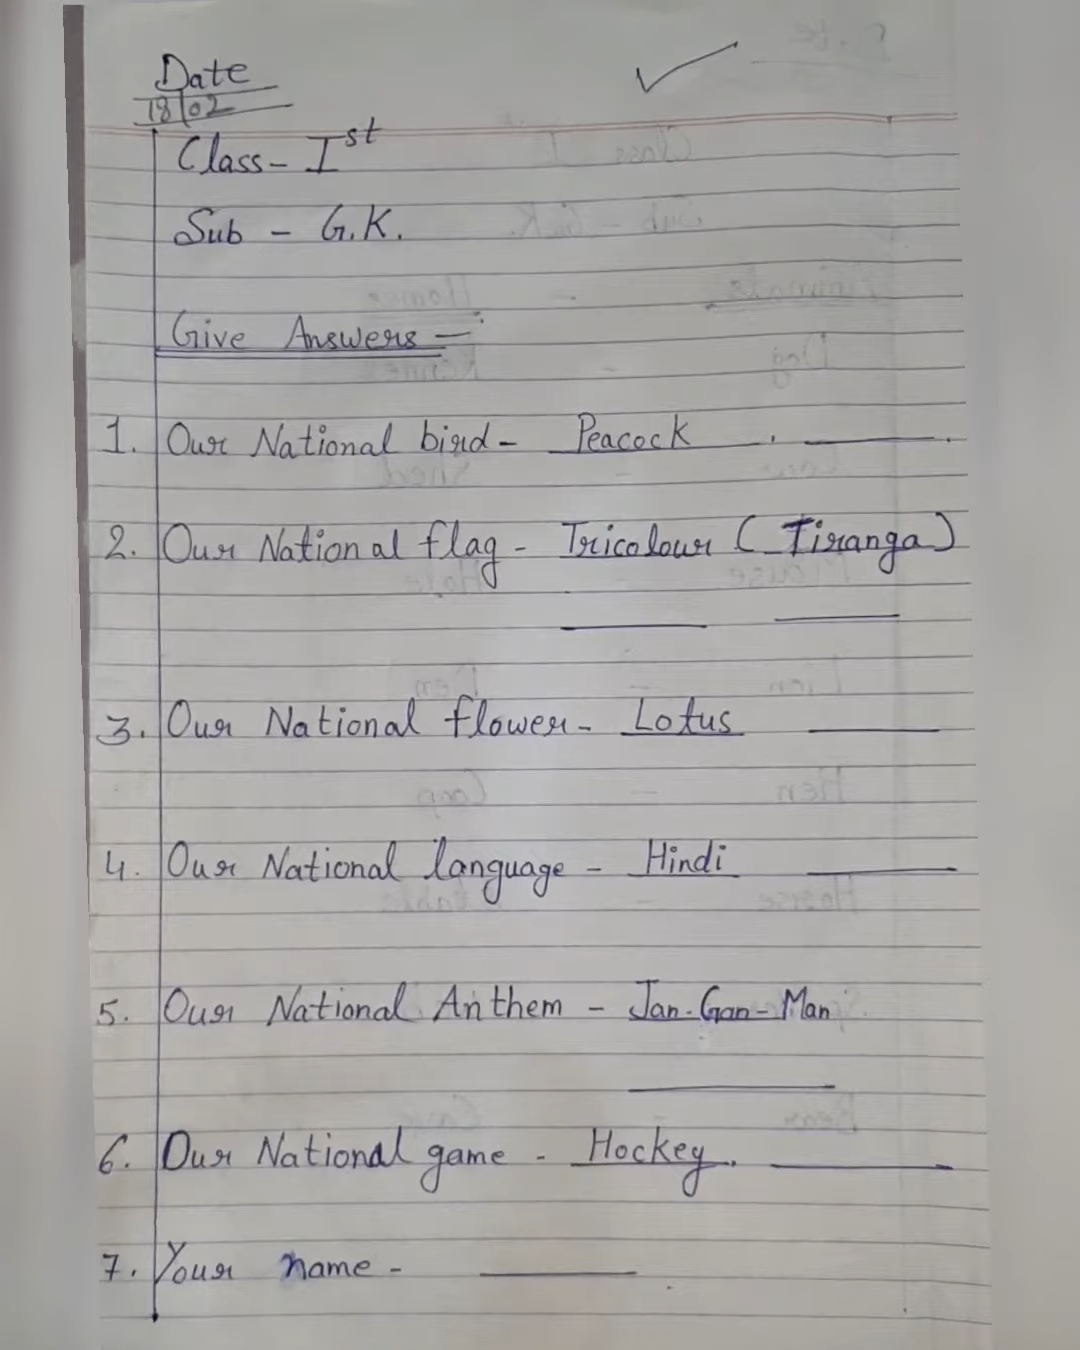 Date
18/02
Class- Ist
Sub - G.K.
Give Answers -
1. Our National bird- Peacock
2. Our National flag - Tricolour (Tiranga)
3. Our National flower- Lotus
4. Our National language - Hindi
5. Our National Anthem - Jan-Gan-Man
6. Our National game - Hockey.
7. Your name -